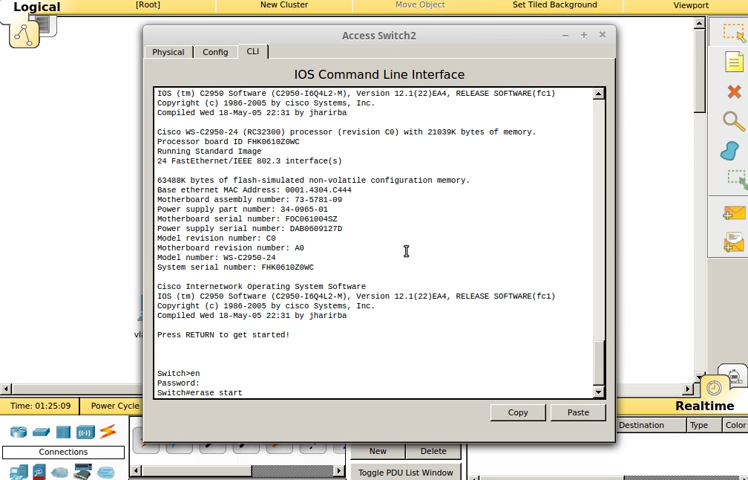 Logical
[Root]
New Cluster
Move Object
Set Tiled Background
Viewport
Access Switch2
Physical
Config
CLI
IOS Command Line Interface
IOS (tm) C2950 Software (C2950-I6Q4L2-M), Version 12.1(22)EA4, RELEASE SOFTWARE(fc1)
Copyright (c) 1986-2005 by cisco Systems, Inc.
Compiled Wed 18-May-05 22:31 by jharirba
Cisco WS-C2950-24 (RC32300) processor (revision C0) with 21039K bytes of memory.
Processor board ID FHK0610Z0WC
Running Standard Image
24 FastEthernet/IEEE 802.3 interface(s)
63488K bytes of flash-simulated non-volatile configuration memory.
Base ethernet MAC Address: 0001.4304.C444
Motherboard assembly number: 73-5781-09
Power supply part number: 34-0965-01
Motherboard serial number: FOC061004SZ
Power supply serial number: DAB0609127D
Model revision number: C0
Motherboard revision number: A0
Model number: WS-C2950-24
System serial number: FHK0610Z0WC
Cisco Internetwork Operating System Software
IOS (tm) C2950 Software (C2950-I6Q4L2-M), Version 12.1(22)EA4, RELEASE SOFTWARE(fc1)
Copyright (c) 1986-2005 by cisco Systems, Inc.
Compiled Wed 18-May-05 22:31 by jharirba
Press RETURN to get started!
Switch>en
Password:
Switch#erase start
Copy
Paste
Time: 01:25:09
Power Cycle
Realtime
Destination
Type
Color
Connections
New
Delete
Toggle PDU List Window